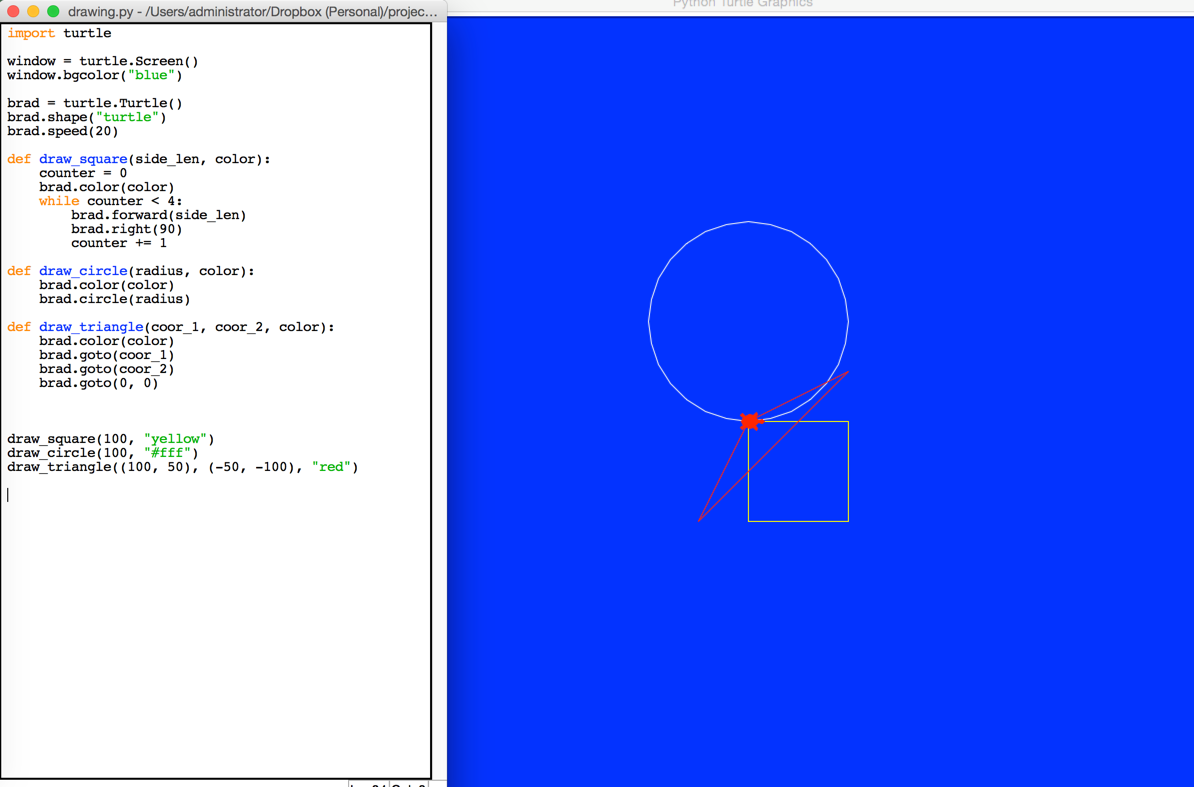 drawing.py - /Users/administrator/Dropbox (Personal)/projec...
Python Turtle Graphics
import turtle

window = turtle.Screen()
window.bgcolor("blue")

brad = turtle.Turtle()
brad.shape("turtle")
brad.speed(20)

def draw_square(side_len, color):
    counter = 0
    brad.color(color)
    while counter < 4:
        brad.forward(side_len)
        brad.right(90)
        counter += 1

def draw_circle(radius, color):
    brad.color(color)
    brad.circle(radius)

def draw_triangle(coor_1, coor_2, color):
    brad.color(color)
    brad.goto(coor_1)
    brad.goto(coor_2)
    brad.goto(0, 0)

draw_square(100, "yellow")
draw_circle(100, "#fff")
draw_triangle((100, 50), (-50, -100), "red")